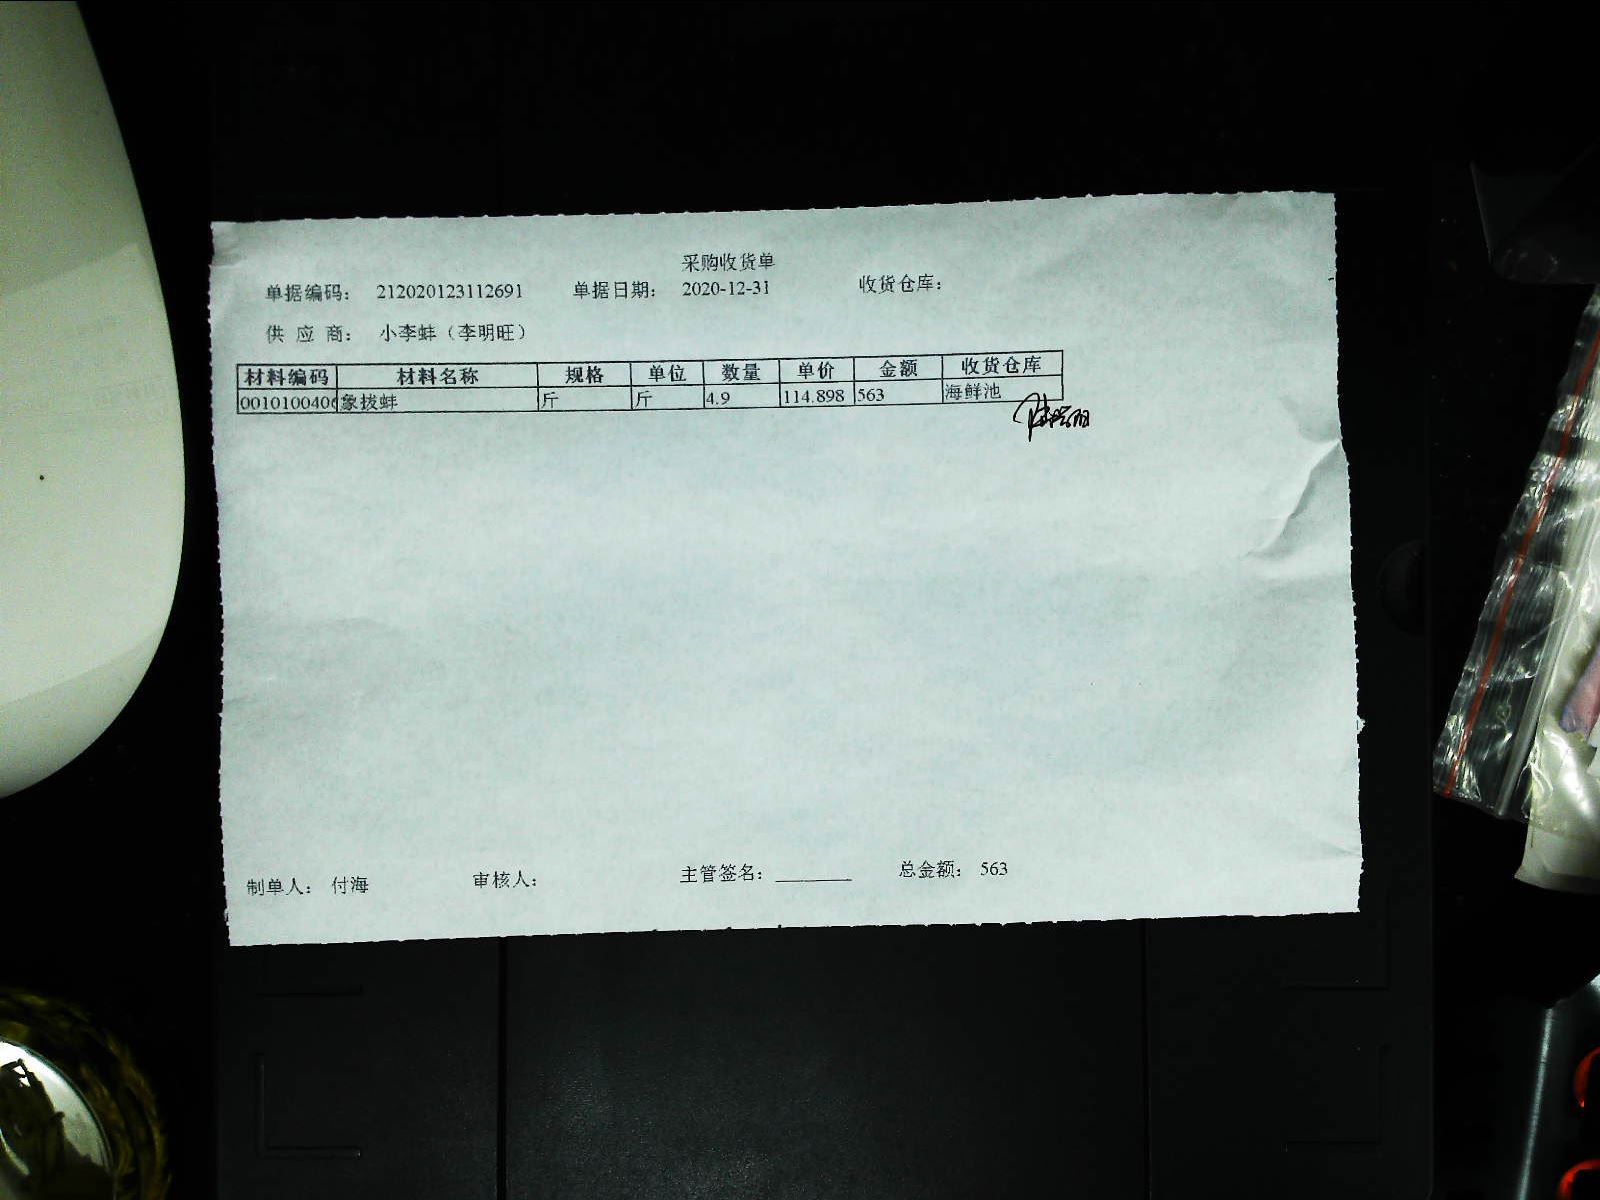 采购收货单
单据编码： 212020123112691 单据日期： 2020-12-31 收货仓库：
供 应 商： 小李蚌（李明旺）
材料编码 材料名称 规格 单位 数量 单价 金额 收货仓库
0010100406 象拔蚌 斤 斤 4.9 114.898 563 海鲜池
制单人： 付海 审核人： 主管签名：________ 总金额： 563